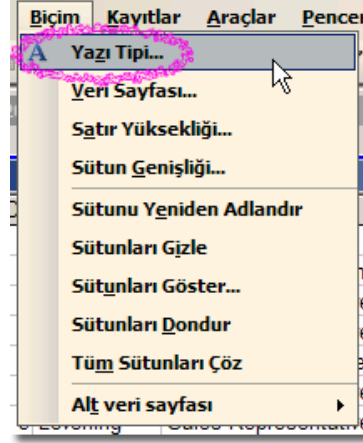 Biçim Kayıtlar Araçlar
A Yazı Tipi...
Veri Sayfası...
Satır Yüksekliği...
Sütun Genişliği...
Sütunu Yeniden Adlandır
Sütunları Gizle
Sütunları Göster...
Sütunları Dondur
Tüm Sütunları Çöz
Alt veri sayfası